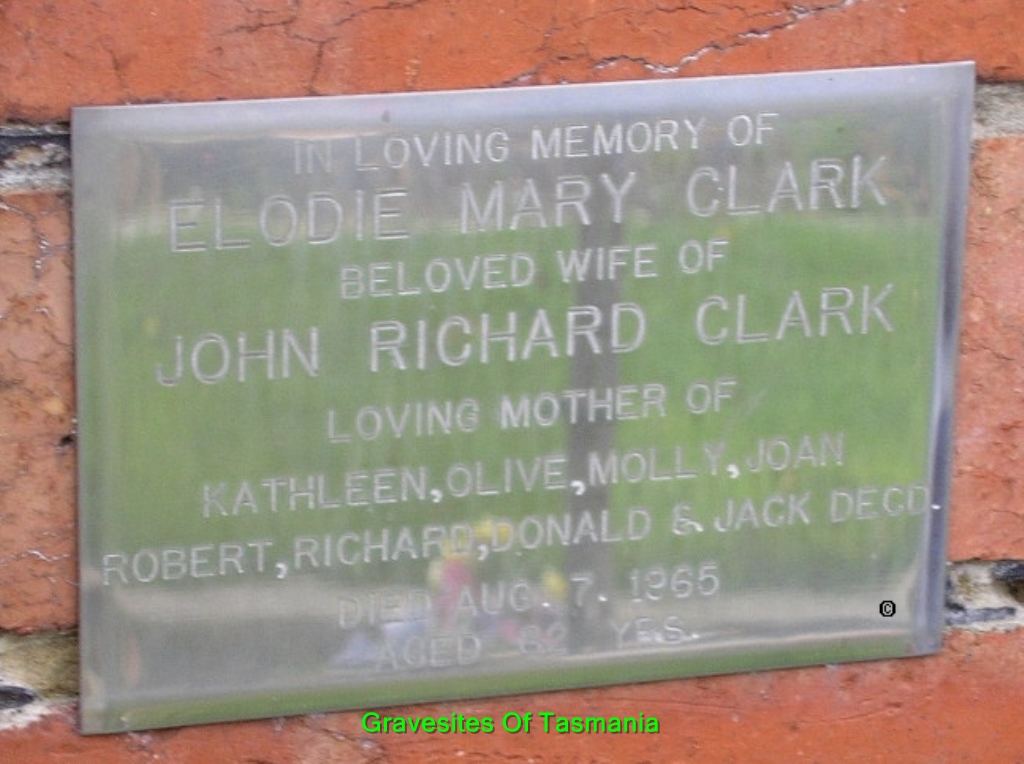 IN LOVING MEMORY OF
ELODIE MARY CLARK
BELOVED WIFE OF
JOHN RICHARD CLARK
LOVING MOTHER OF
KATHLEEN, OLIVE, MOLLY, JOAN
ROBERT, RICHARD, DONALD & JACK DECD.
DIED AUG. 7. 1965
AGED 82 YES.
©
Gravesites Of Tasmania